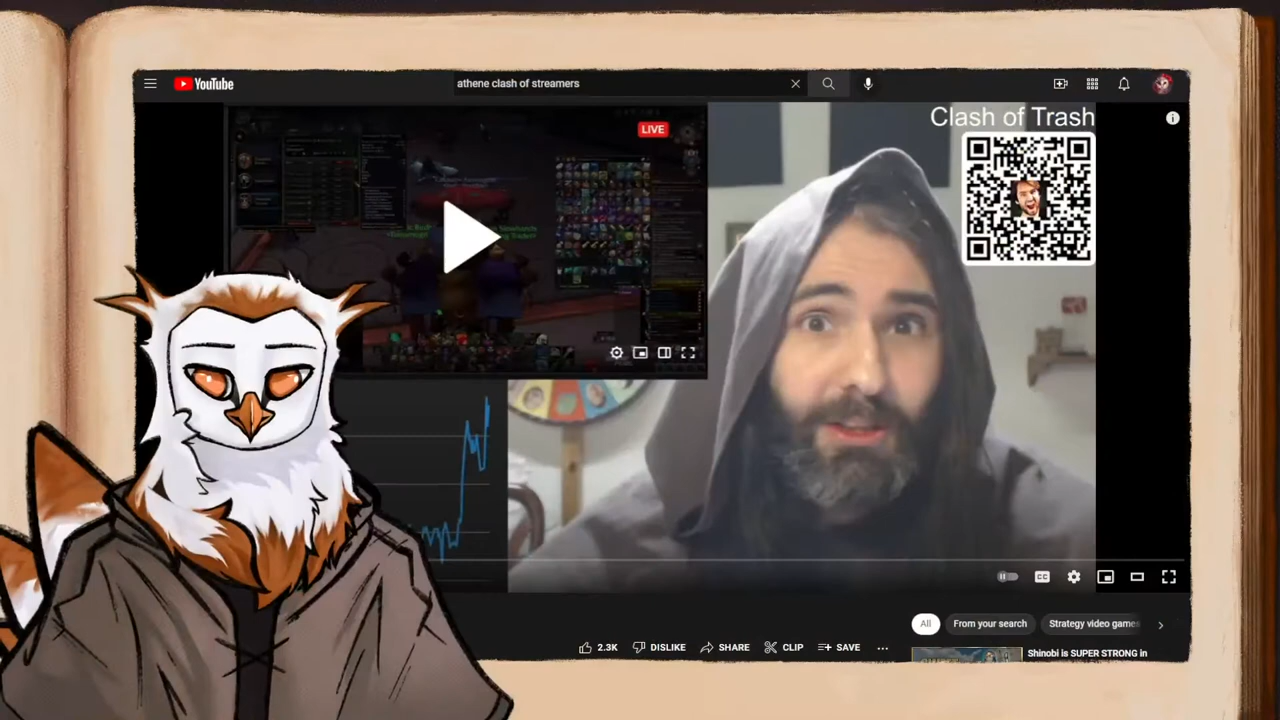 YouTube
athene clash of streamers
LIVE
Clash of Trash
CC
2.3K
DISLIKE
SHARE
CLIP
SAVE
All
From your search
Strategy video games
Shinobi is SUPER STRONG in